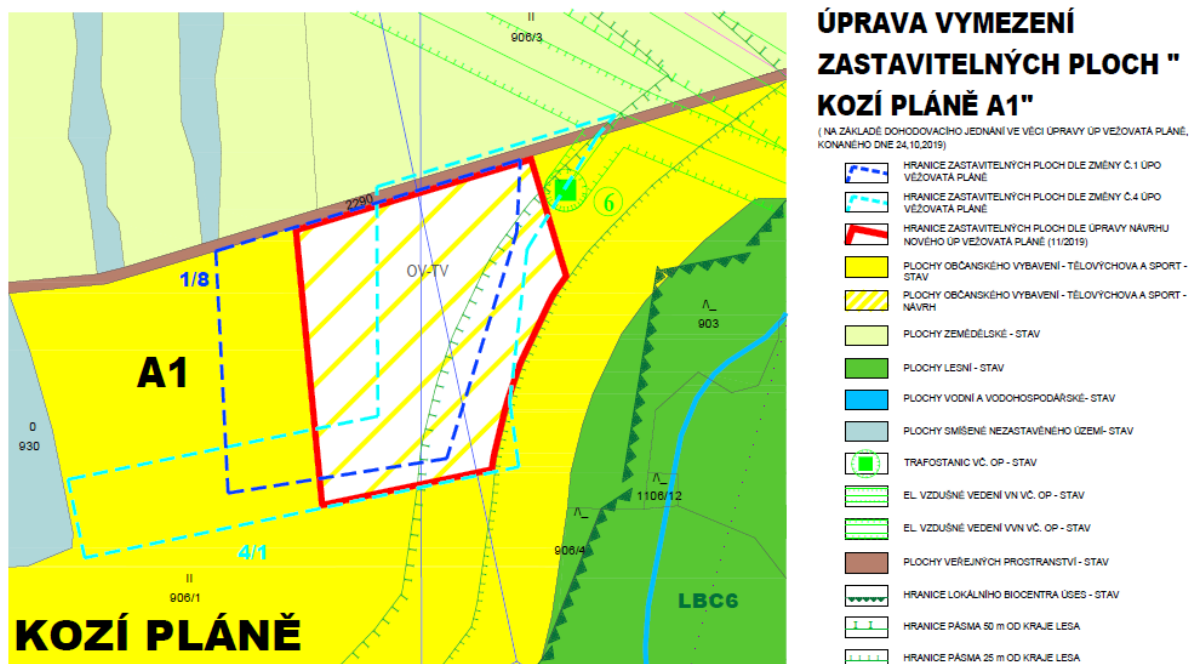 II
906/3
2290
6
1/8
OV-TV
903
A1
0
930
1106/12
906/4
4/1
II
906/1
LBC6
KOZÍ PLÁNĚ
ÚPRAVA VYMEZENÍ
ZASTAVITELNÝCH PLOCH "
KOZÍ PLÁNĚ A1"
( NA ZÁKLADĚ DOHODOVACÍHO JEDNÁNÍ VE VĚCI ÚPRAVY ÚP VEŽOVATÁ PLÁNĚ,
KONANÉHO DNE 24,10,2019)
HRANICE ZASTAVITELNÝCH PLOCH DLE ZMĚNY Č.1 ÚPO
VĚŽOVATÁ PLÁNĚ
HRANICE ZASTAVITELNÝCH PLOCH DLE ZMĚNY Č.4 ÚPO
VĚŽOVATÁ PLÁNĚ
HRANICE ZASTAVITELNÝCH PLOCH DLE ÚPRAVY NÁVRHU
NOVÉHO ÚP VEŽOVATÁ PLÁNĚ (11/2019)
PLOCHY OBČANSKÉHO VYBAVENÍ - TĚLOVÝCHOVA A SPORT -
STAV
PLOCHY OBČANSKÉHO VYBAVENÍ - TĚLOVÝCHOVA A SPORT -
NÁVRH
PLOCHY ZEMĚDĚLSKÉ - STAV
PLOCHY LESNÍ - STAV
PLOCHY VODNÍ A VODOHOSPODÁŘSKÉ- STAV
PLOCHY SMÍŠENÉ NEZASTAVĚNÉHO ÚZEMÍ- STAV
TRAFOSTANIC VČ. OP - STAV
EL. VZDUŠNÉ VEDENÍ VN VČ. OP - STAV
EL. VZDUŠNÉ VEDENÍ VVN VČ. OP - STAV
PLOCHY VEŘEJNÝCH PROSTRANSTVÍ - STAV
HRANICE LOKÁLNÍHO BIOCENTRA ÚSES - STAV
HRANICE PÁSMA 50 m OD KRAJE LESA
HRANICE PÁSMA 25 m OD KRAJE LESA